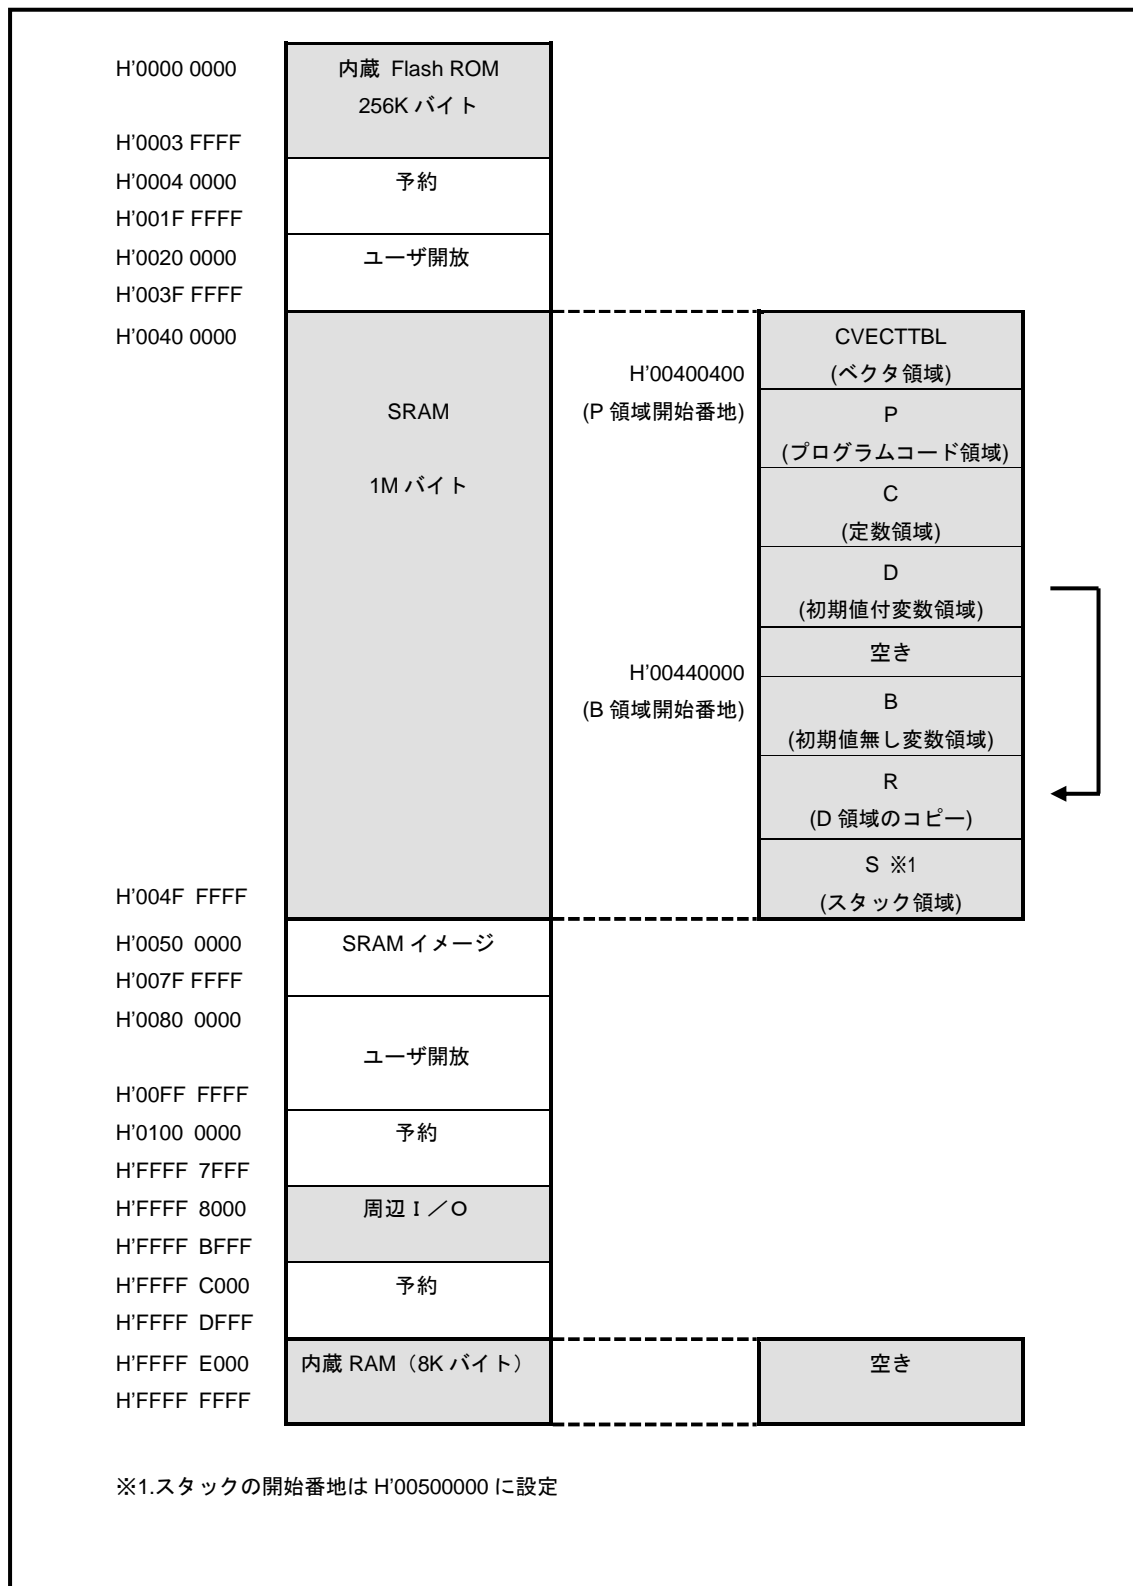 H'0000 0000
内蔵 Flash ROM
256K バイト
H'0003 FFFF
H'0004 0000
予約
H'001F FFFF
H'0020 0000
ユーザ開放
H'003F FFFF
H'0040 0000
SRAM
1M バイト
H'004F FFFF
CVECTTBL
(ベクタ領域)
H'00400400
(P 領域開始番地)
P
(プログラムコード領域)
C
(定数領域)
D
(初期値付変数領域)
空き
H'00440000
(B 領域開始番地)
B
(初期値無し変数領域)
R
(D 領域のコピー)
S ※1
(スタック領域)
H'0050 0000
SRAM イメージ
H'007F FFFF
H'0080 0000
ユーザ開放
H'00FF FFFF
H'0100 0000
予約
H'FFFF 7FFF
H'FFFF 8000
周辺Ⅰ／O
H'FFFF BFFF
H'FFFF C000
予約
H'FFFF DFFF
H'FFFF E000
内蔵 RAM（8K バイト）
空き
H'FFFF FFFF
※1.スタックの開始番地は H'00500000 に設定